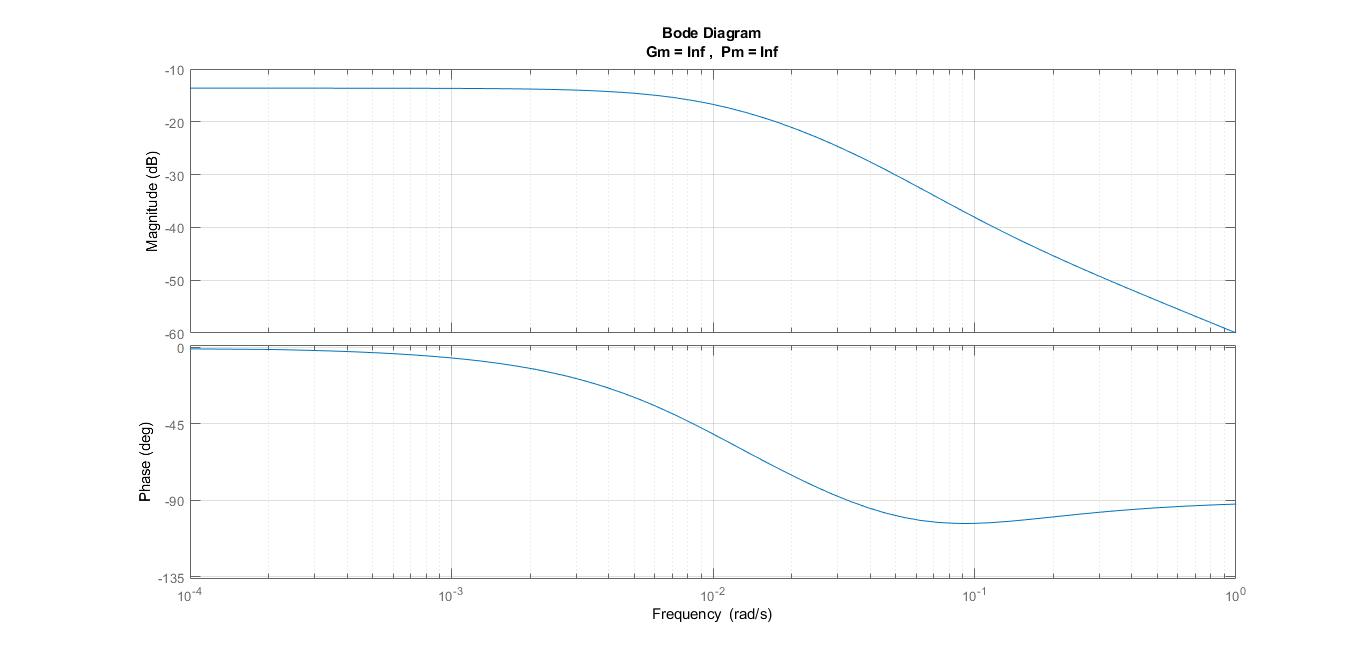 Bode Diagram
Gm = Inf , Pm = Inf
Magnitude (dB)
-10
-20
-30
-40
-50
-60
Phase (deg)
0
-45
-90
-135
10^-4 10^-3 10^-2 10^-1 10^0
Frequency (rad/s)